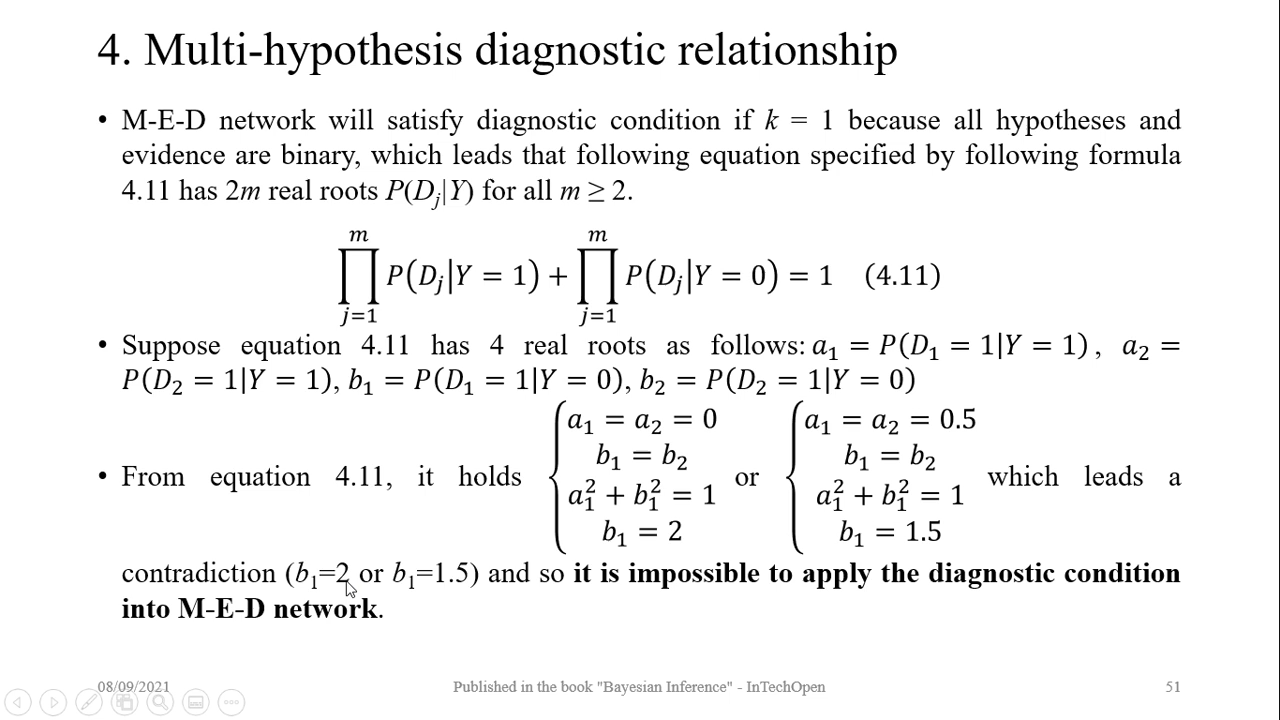 4. Multi-hypothesis diagnostic relationship
• M-E-D network will satisfy diagnostic condition if k = 1 because all hypotheses and
evidence are binary, which leads that following equation specified by following formula
4.11 has 2m real roots P(Dⱼ|Y) for all m ≥ 2.
∏_{j=1}^{m} P(Dⱼ|Y = 1) + ∏_{j=1}^{m} P(Dⱼ|Y = 0) = 1 (4.11)
• Suppose equation 4.11 has 4 real roots as follows: a₁ = P(D₁ = 1|Y = 1), a₂ =
P(D₂ = 1|Y = 1), b₁ = P(D₁ = 1|Y = 0), b₂ = P(D₂ = 1|Y = 0)
• From equation 4.11, it holds { a₁ = a₂ = 0
b₁ = b₂
a₁² + b₁² = 1
b₁ = 2
or { a₁ = a₂ = 0.5
b₁ = b₂
a₁² + b₁² = 1
b₁ = 1.5
which leads a
contradiction (b₁=2 or b₁=1.5) and so it is impossible to apply the diagnostic condition
into M-E-D network.
08/09/2021 Published in the book "Bayesian Inference" - InTechOpen 51